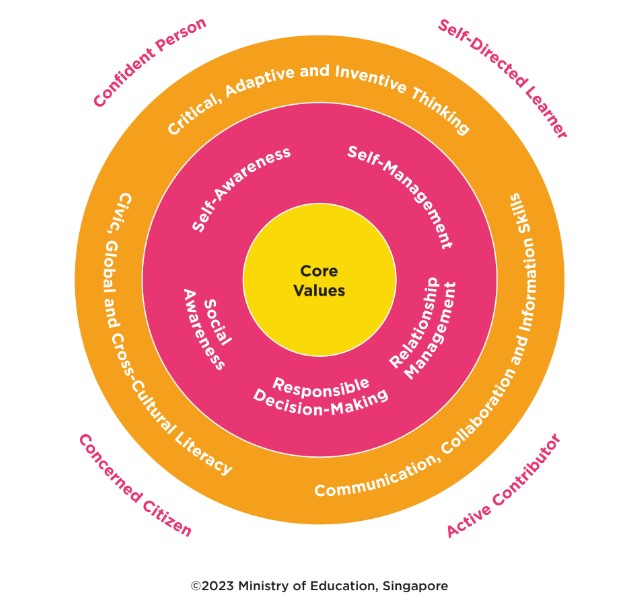 Confident Person
Self-Directed Learner
Critical, Adaptive and Inventive Thinking
Self-Awareness
Self-Management
Civic, Global and Cross-Cultural Literacy
Communication, Collaboration and Information Skills
Core
Values
Social
Awareness
Relationship
Management
Responsible
Decision-Making
Concerned Citizen
Active Contributor
©2023 Ministry of Education, Singapore